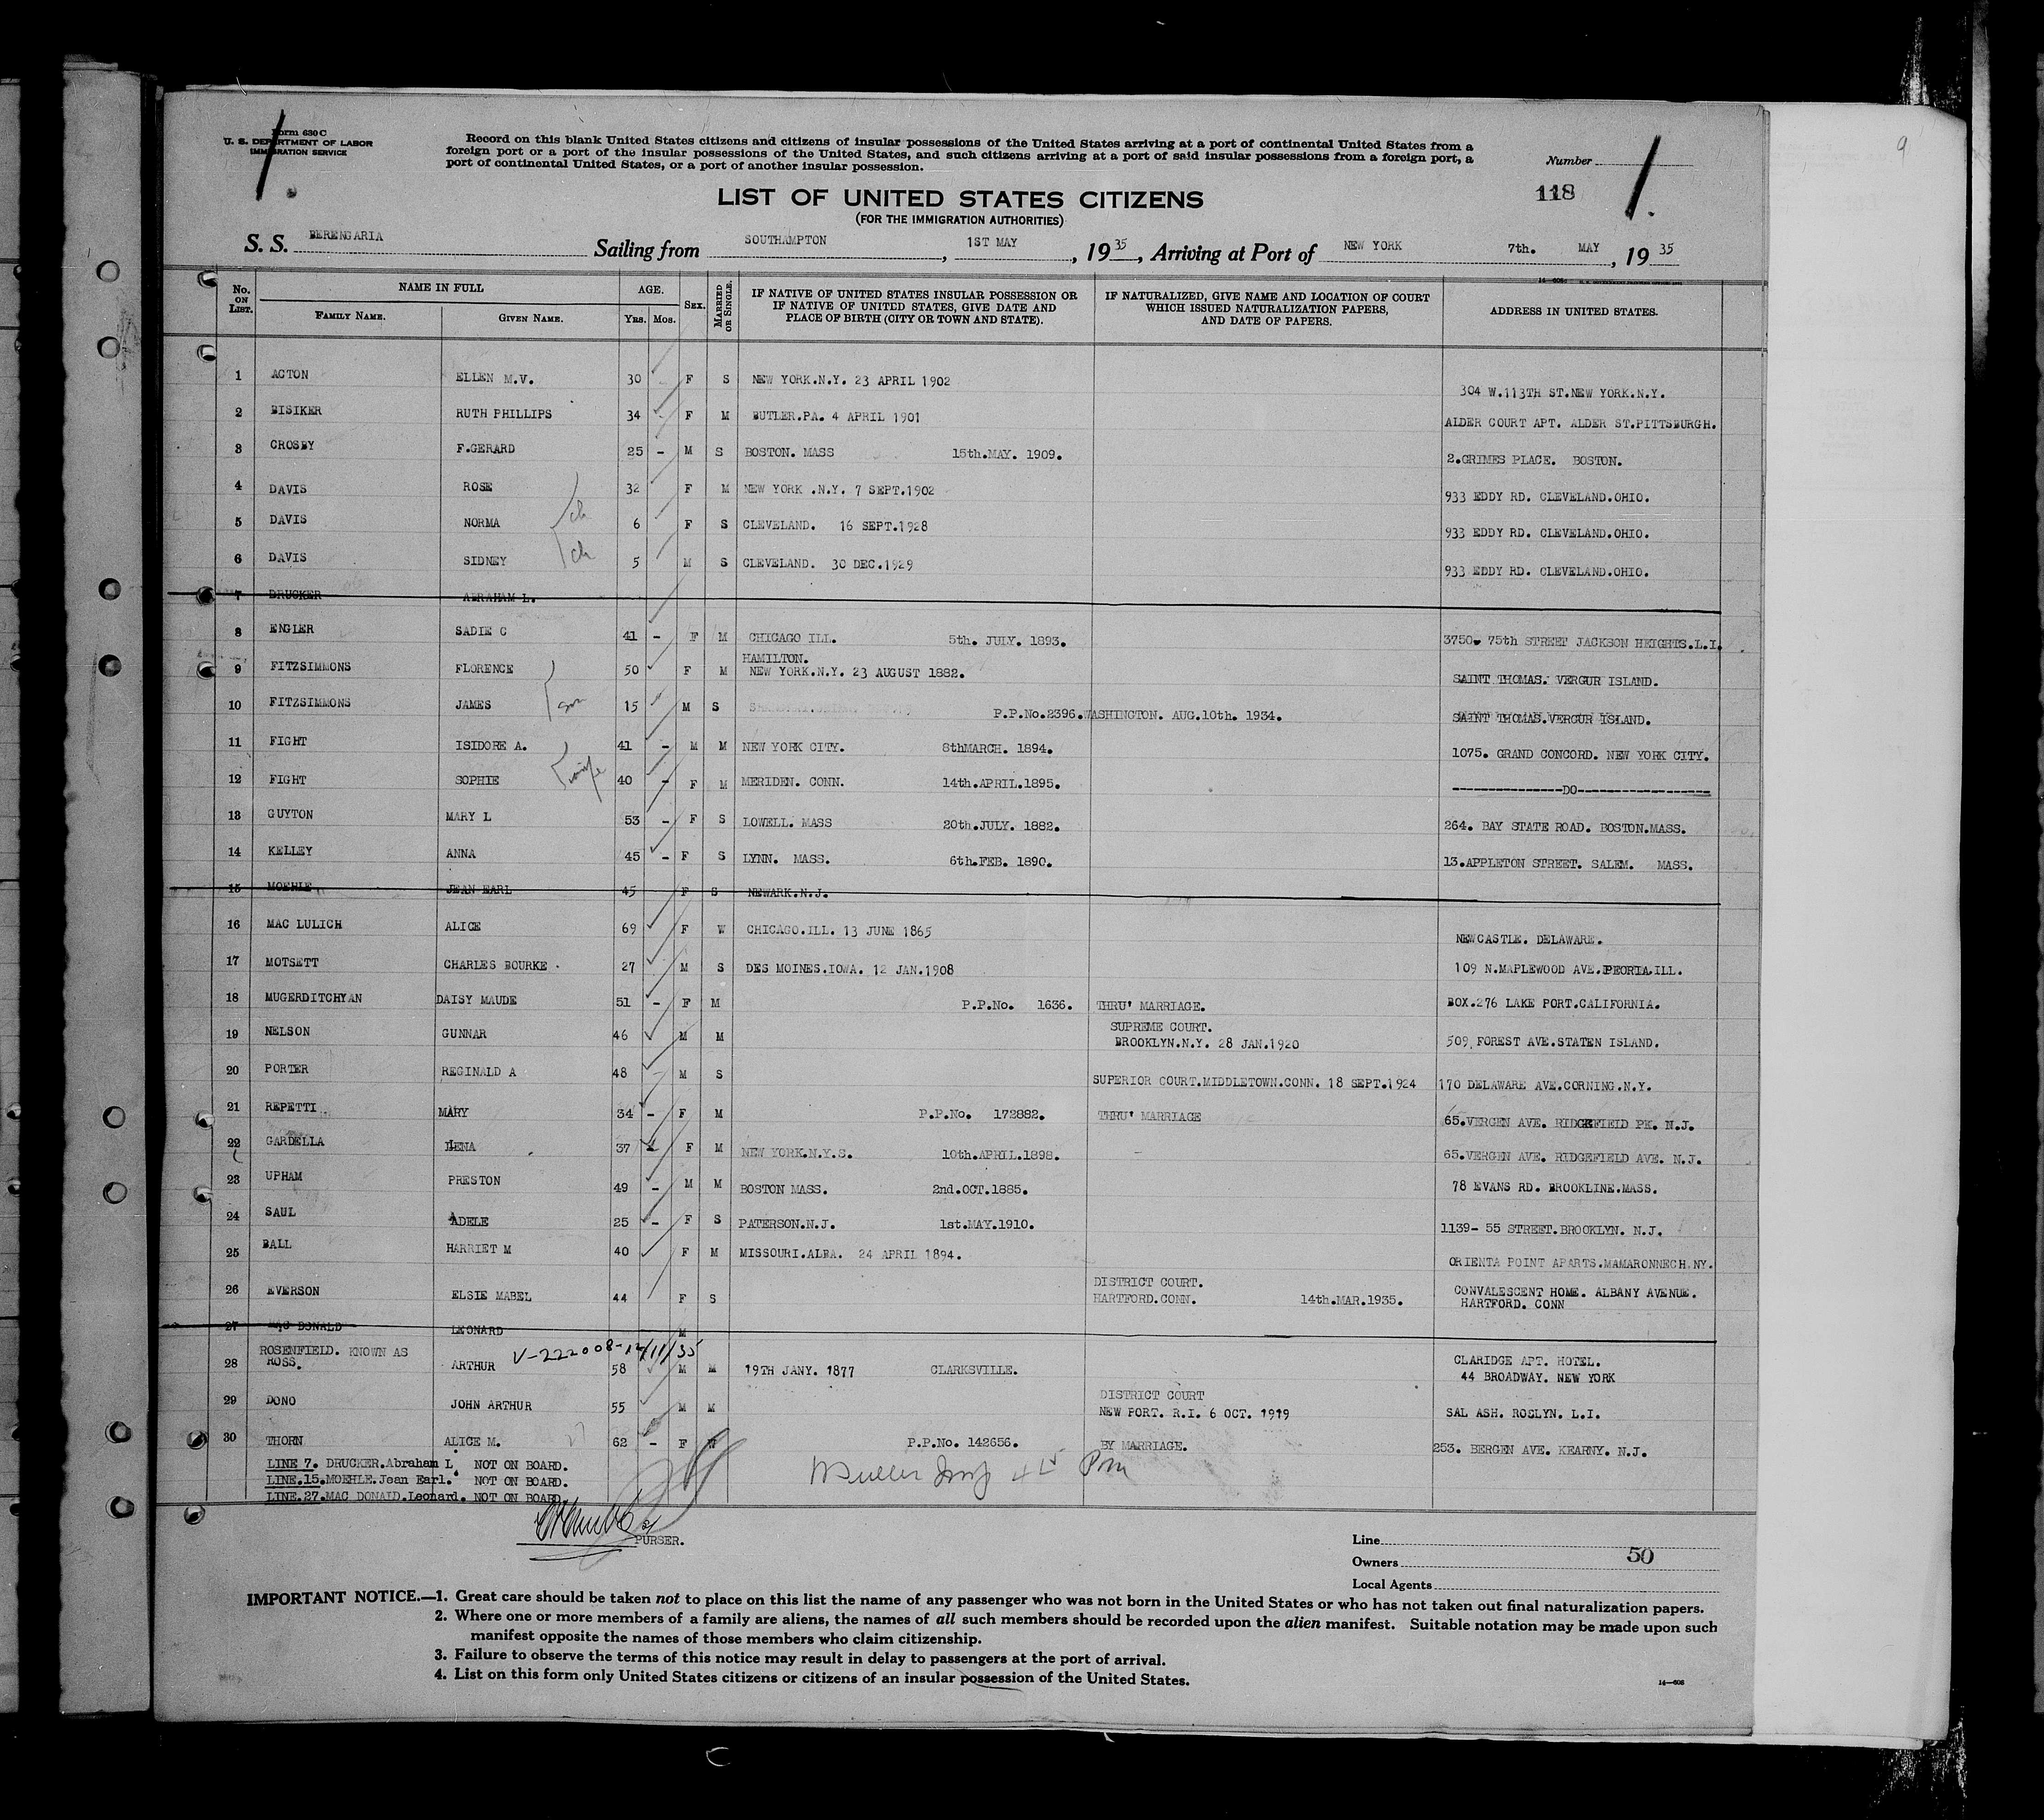 Form 630 C
U. S. DEPARTMENT OF LABOR
IMMIGRATION SERVICE
Record on this blank United States citizens and citizens of insular possessions of the United States arriving at a port of continental United States from a
foreign port or a port of the insular possessions of the United States, and such citizens arriving at a port of said insular possessions from a foreign port, a
port of continental United States, or a port of another insular possession.
Number
9
118
LIST OF UNITED STATES CITIZENS
(FOR THE IMMIGRATION AUTHORITIES)
S. S. BERENGARIA Sailing from SOUTHAMPTON, 1ST MAY, 1935, Arriving at Port of NEW YORK 7th. MAY, 1935
No. ON LIST. NAME IN FULL FAMILY NAME. GIVEN NAME. AGE. YRS. MOS. SEX. MARRIED OR SINGLE. IF NATIVE OF UNITED STATES INSULAR POSSESSION OR IF NATIVE OF UNITED STATES, GIVE DATE AND PLACE OF BIRTH (CITY OR TOWN AND STATE). IF NATURALIZED, GIVE NAME AND LOCATION OF COURT WHICH ISSUED NATURALIZATION PAPERS, AND DATE OF PAPERS. ADDRESS IN UNITED STATES.
1 ACTON ELLEN M.V. 30 F S NEW YORK.N.Y. 23 APRIL 1902 304 W.113TH ST.NEW YORK.N.Y.
2 BISIKER RUTH PHILLIPS 34 - F M BUTLER.PA. 4 APRIL 1901 ALDER COURT APT. ALDER ST.PITTSBURGH.
3 CROSBY F.GERARD 25 - M S BOSTON. MASS 15th.MAY. 1909. 2.GRIMES PLACE. BOSTON.
4 DAVIS ROSE 32 F M NEW YORK .N.Y. 7 SEPT.1902 933 EDDY RD. CLEVELAND.OHIO.
5 DAVIS NORMA ch 6 F S CLEVELAND. 16 SEPT.1928 933 EDDY RD. CLEVELAND.OHIO.
6 DAVIS SIDNEY ch 5 M S CLEVELAND. 30 DEC.1929 933 EDDY RD. CLEVELAND.OHIO.
7 DRUCKER ABRAHAM L.
8 ENGLER SADIE C 41 - F M CHICAGO ILL. 5th. JULY. 1893. 3750. 75th STREET JACKSON HEIGHTS.L.I.
9 FITZSIMMONS FLORENCE 50 F M HAMILTON. NEW YORK.N.Y. 23 AUGUST 1882. SAINT THOMAS. VERGUR ISLAND.
10 FITZSIMMONS JAMES son 15 M S P.P.No.2396.WASHINGTON. AUG.10th. 1934. SAINT THOMAS.VERGUR ISLAND.
11 FIGHT ISIDORE A. 41 - M M NEW YORK CITY. 8thMARCH. 1894. 1075. GRAND CONCORD. NEW YORK CITY.
12 FIGHT SOPHIE wife 40 - F M MERIDEN. CONN. 14th.APRIL.1895. ---------------DO------------------
13 GUYTON MARY L 53 - F S LOWELL. MASS 20th.JULY. 1882. 264. BAY STATE ROAD. BOSTON.MASS.
14 KELLEY ANNA 45 - F S LYNN. MASS. 6th.FEB. 1890. 13.APPLETON STREET. SALEM. MASS.
15 MOEHLE JEAN EARL 45 F S NEWARK.N.J.
16 MAC LULICH ALICE 69 F W CHICAGO.ILL. 13 JUNE 1865 NEWCASTLE. DELAWARE.
17 MOTSETT CHARLES BOURKE 27 M S DES MOINES.IOWA. 12 JAN.1908 109 N.MAPLEWOOD AVE.PEORIA.ILL.
18 MUGERDITCHYAN DAISY MAUDE 51 - F M P.P.No. 1636. THRU' MARRIAGE. BOX.276 LAKE PORT.CALIFORNIA.
19 NELSON GUNNAR 46 M M SUPREME COURT. BROOKLYN.N.Y. 28 JAN.1920 509 FOREST AVE.STATEN ISLAND.
20 PORTER REGINALD A 48 - M S SUPERIOR COURT.MIDDLETOWN.CONN. 18 SEPT.1924 170 DELAWARE AVE.CORNING.N.Y.
21 REPETTI MARY 34 - F M P.P.No. 172882. THRU' MARRIAGE 65.VERGEN AVE. RIDGEFIELD PK. N.J.
22 GARDELLA LENA 37 F M NEW YORK.N.Y.S. 10th.APRIL.1898. 65.VERGEN AVE. RIDGEFIELD AVE. N.J.
23 UPHAM PRESTON 49 - M M BOSTON MASS. 2nd.OCT.1885. 78 EVANS RD. BROOKLINE.MASS.
24 SAUL ADELE 25 - F S PATERSON.N.J. 1st.MAY.1910. 1139- 55 STREET.BROOKLYN. N.J.
25 BALL HARRIET M 40 F M MISSOURI.ALBA. 24 APRIL 1894. ORIENTA POINT APARTS.MAMARONNECH.NY.
26 EVERSON ELSIE MABEL 44 F S DISTRICT COURT. HARTFORD.CONN. 14th.MAR.1935. CONVALESCENT HOME. ALBANY AVENUE. HARTFORD. CONN
27 MAC DONALD LEONARD M
28 ROSENFIELD. KNOWN AS ROSS. ARTHUR V-222008-12/11/35 58 M M 19TH JANY. 1877 CLARKSVILLE. CLARIDGE APT. HOTEL. 44 BROADWAY. NEW YORK
29 DONO JOHN ARTHUR 55 M M DISTRICT COURT NEW PORT. R.I. 6 OCT. 1919 SAL ASH. ROSLYN. L.I.
30 THORN ALICE M. 62 - F W P.P.No. 142656. BY MARRIAGE. 253. BERGEN AVE. KEARNY. N.J.
LINE 7. DRUCKER.Abraham L NOT ON BOARD.
LINE.15.MOEHLE.Jean Earl. NOT ON BOARD.
LINE.27.MAC DONALD.Leonard. NOT ON BOARD.
PURSER.
Line
Owners 50
Local Agents
IMPORTANT NOTICE.—1. Great care should be taken not to place on this list the name of any passenger who was not born in the United States or who has not taken out final naturalization papers.
2. Where one or more members of a family are aliens, the names of all such members should be recorded upon the alien manifest. Suitable notation may be made upon such
manifest opposite the names of those members who claim citizenship.
3. Failure to observe the terms of this notice may result in delay to passengers at the port of arrival.
4. List on this form only United States citizens or citizens of an insular possession of the United States.
14—606